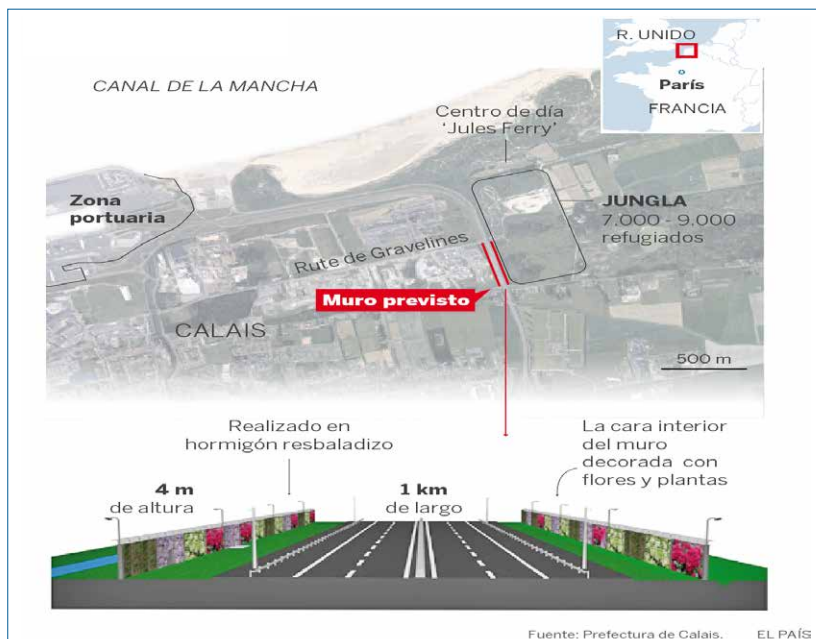 R. UNIDO
París
FRANCIA
CANAL DE LA MANCHA
Centro de día
‘Jules Ferry’
Zona
portuaria
JUNGLA
7.000 - 9.000
refugiados
Rute de Gravelines
Muro previsto
CALAIS
500 m
Realizado en
hormigón resbaladizo
La cara interior
del muro
decorada con
flores y plantas
4 m
de altura
1 km
de largo
Fuente: Prefectura de Calais. EL PAÍS